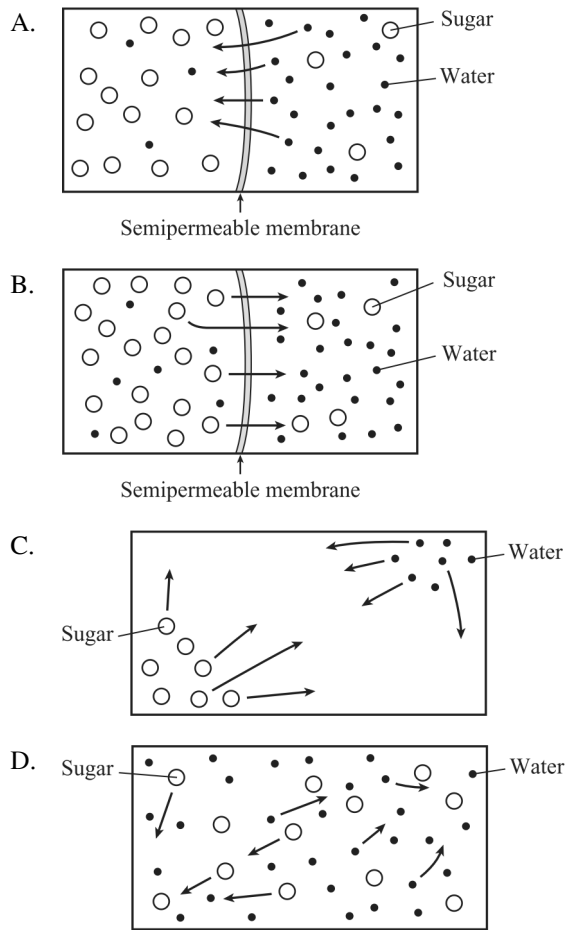 A.
Sugar
Water
Semipermeable membrane
B.
Sugar
Water
Semipermeable membrane
C.
Water
Sugar
D.
Sugar
Water